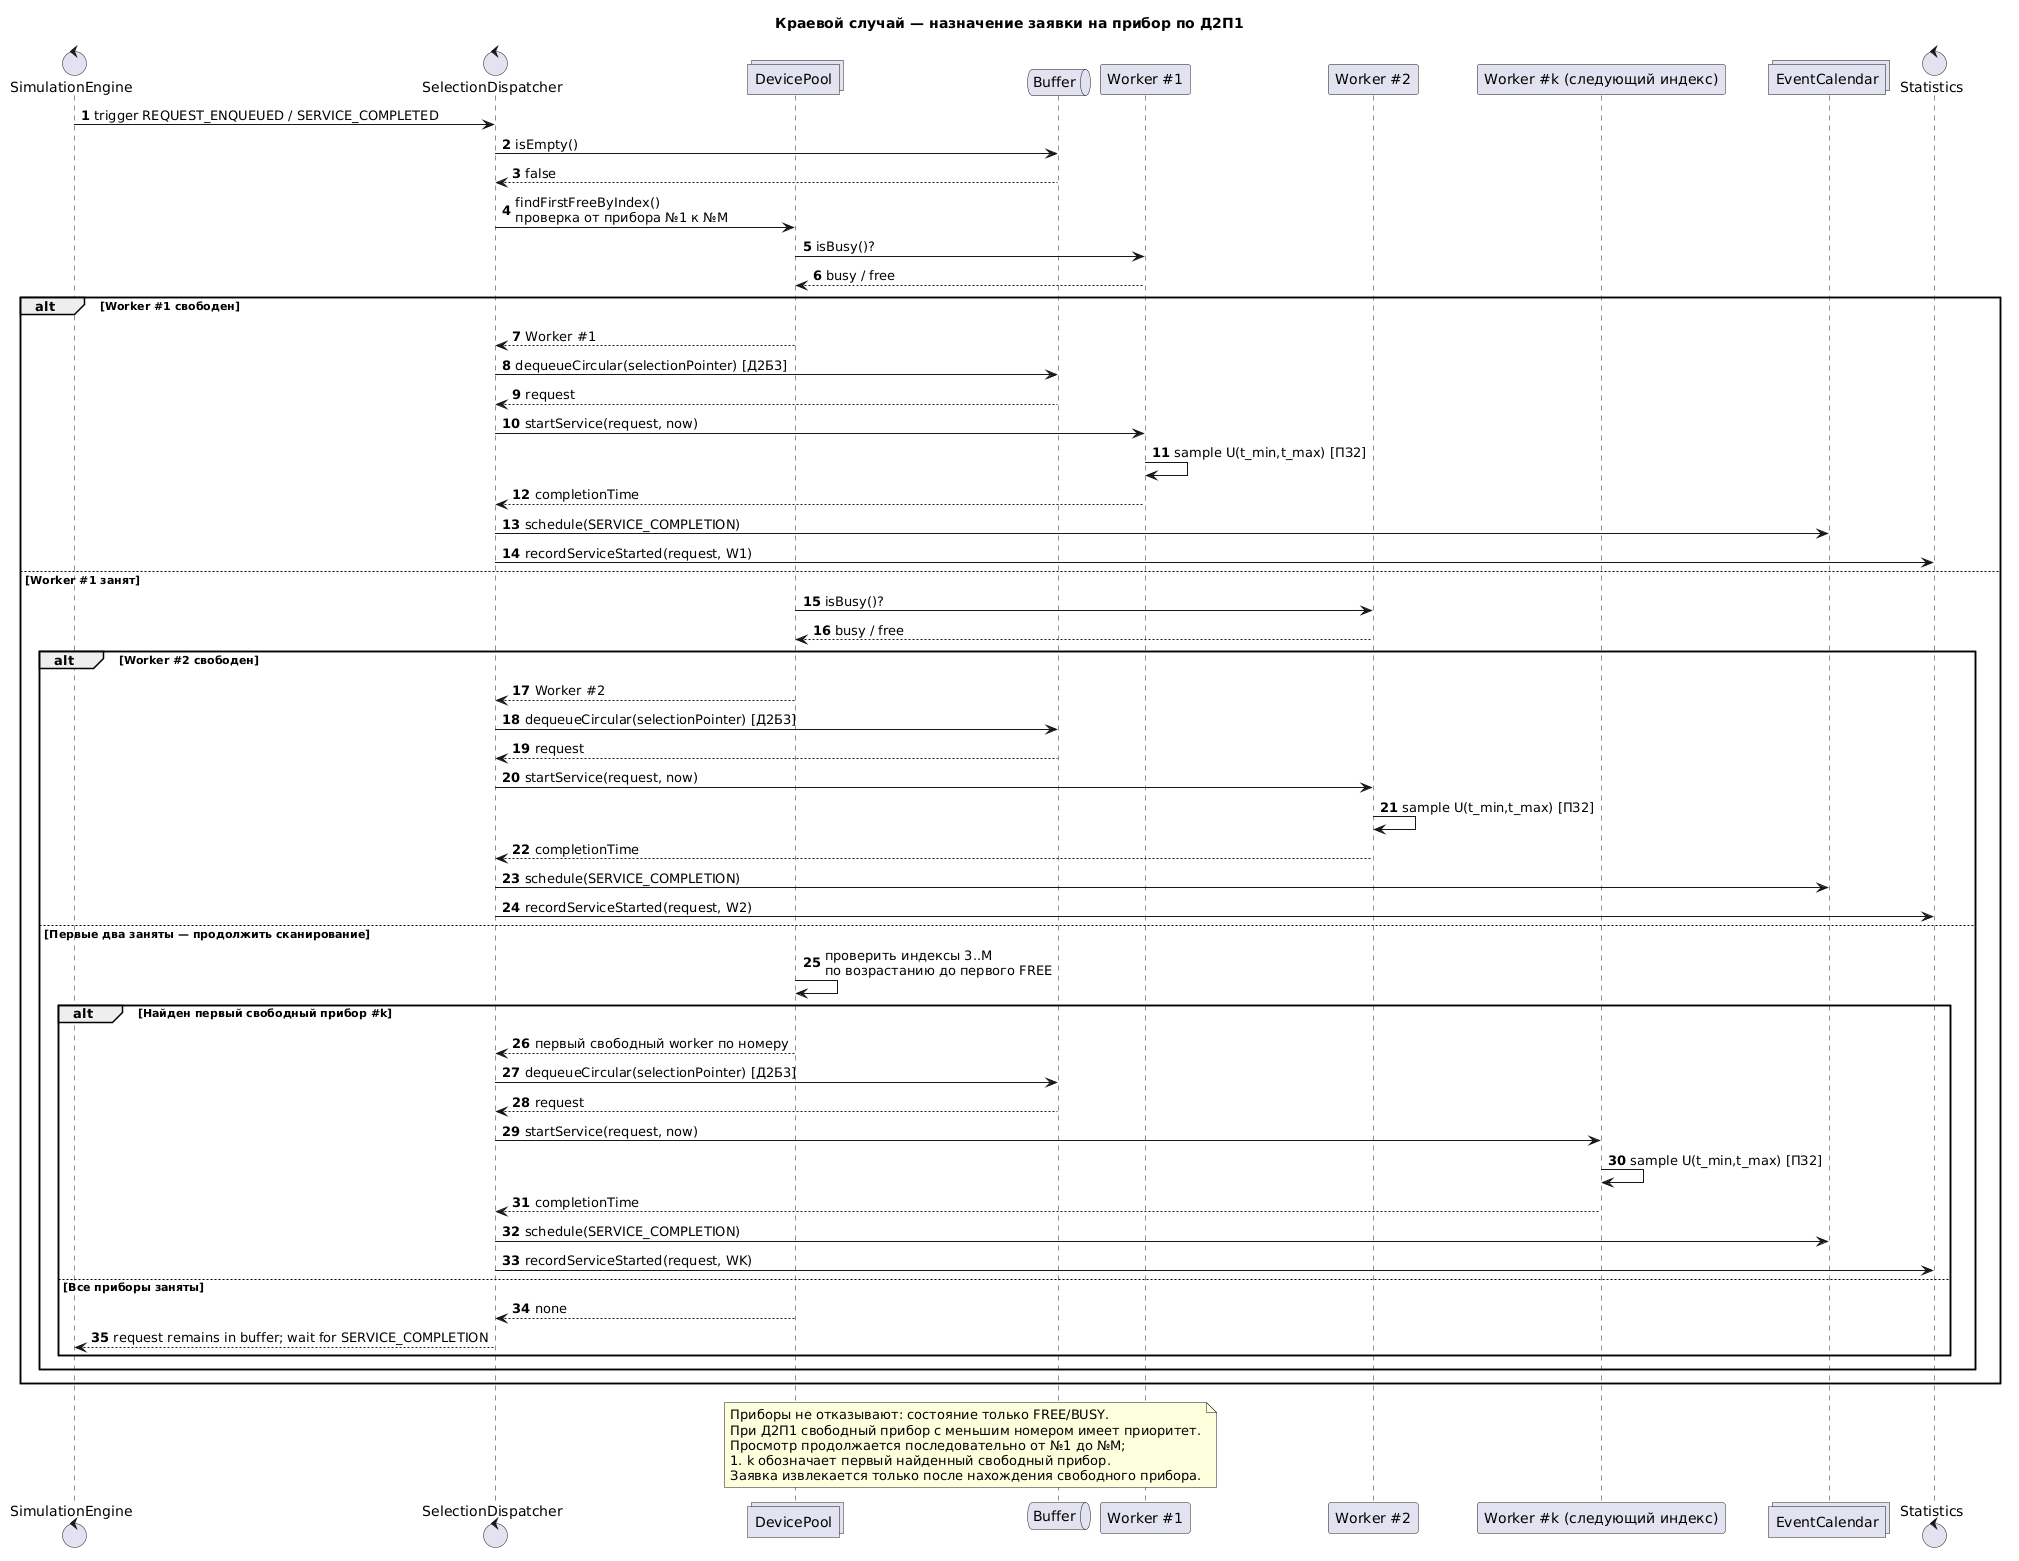 Краевой случай — назначение заявки на прибор по Д2П1
SimulationEngine
SelectionDispatcher
DevicePool
Buffer
Worker #1
Worker #2
Worker #k (следующий индекс)
EventCalendar
Statistics
1 trigger REQUEST_ENQUEUED / SERVICE_COMPLETED
2 isEmpty()
3 false
4 findFirstFreeByIndex()
проверка от прибора №1 к №M
5 isBusy()?
6 busy / free
alt [Worker #1 свободен]
7 Worker #1
8 dequeueCircular(selectionPointer) [Д2Б3]
9 request
10 startService(request, now)
11 sample U(t_min,t_max) [ПЗ2]
12 completionTime
13 schedule(SERVICE_COMPLETION)
14 recordServiceStarted(request, W1)
[Worker #1 занят]
15 isBusy()?
16 busy / free
alt [Worker #2 свободен]
17 Worker #2
18 dequeueCircular(selectionPointer) [Д2Б3]
19 request
20 startService(request, now)
21 sample U(t_min,t_max) [ПЗ2]
22 completionTime
23 schedule(SERVICE_COMPLETION)
24 recordServiceStarted(request, W2)
[Первые два заняты — продолжить сканирование]
25 проверить индексы 3..M
по возрастанию до первого FREE
alt [Найден первый свободный прибор #k]
26 первый свободный worker по номеру
27 dequeueCircular(selectionPointer) [Д2Б3]
28 request
29 startService(request, now)
30 sample U(t_min,t_max) [ПЗ2]
31 completionTime
32 schedule(SERVICE_COMPLETION)
33 recordServiceStarted(request, WK)
[Все приборы заняты]
34 none
35 request remains in buffer; wait for SERVICE_COMPLETION
Приборы не отказывают: состояние только FREE/BUSY.
При Д2П1 свободный прибор с меньшим номером имеет приоритет.
Просмотр продолжается последовательно от №1 до №M;
1. k обозначает первый найденный свободный прибор.
Заявка извлекается только после нахождения свободного прибора.
SimulationEngine
SelectionDispatcher
DevicePool
Buffer
Worker #1
Worker #2
Worker #k (следующий индекс)
EventCalendar
Statistics